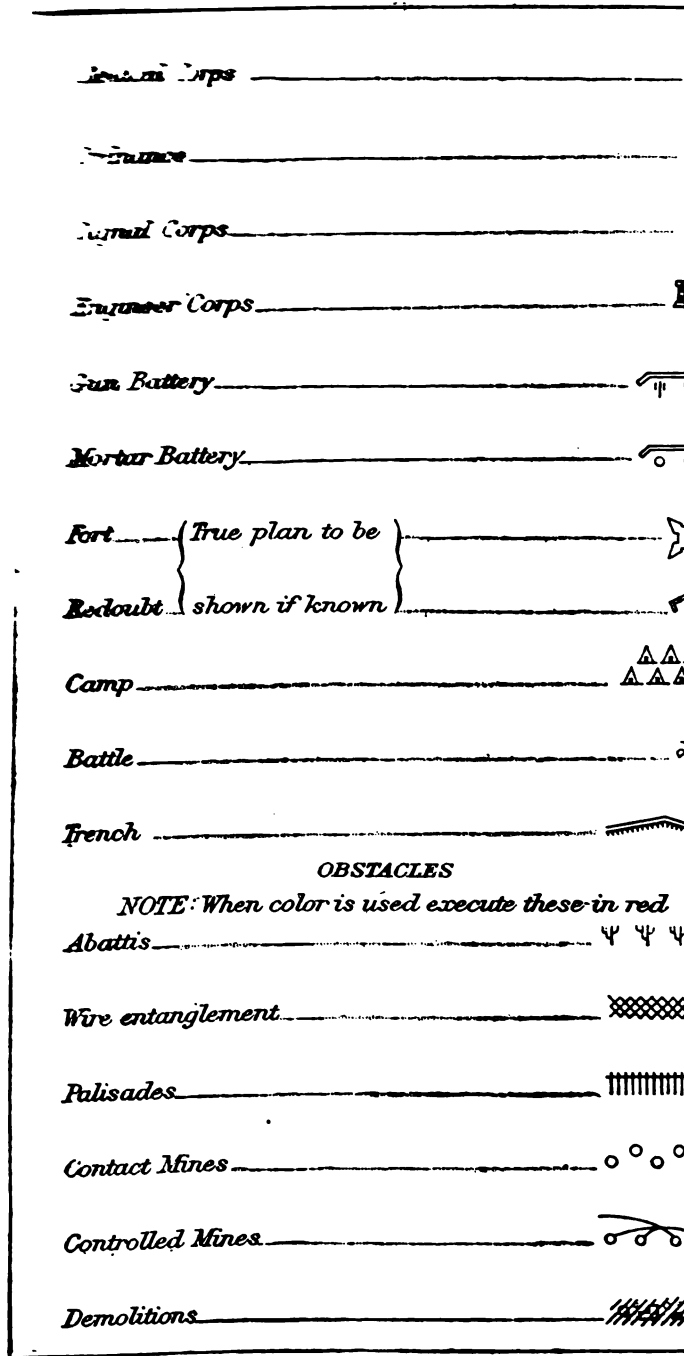 Corps
Signal Corps
Engineer Corps
Gun Battery
Mortar Battery
Fort { True plan to be }
Redoubt { shown if known }
Camp
Battle
Trench
OBSTACLES
NOTE: When color is used execute these in red
Abattis
Wire entanglement
Palisades
Contact Mines
Controlled Mines
Demolitions